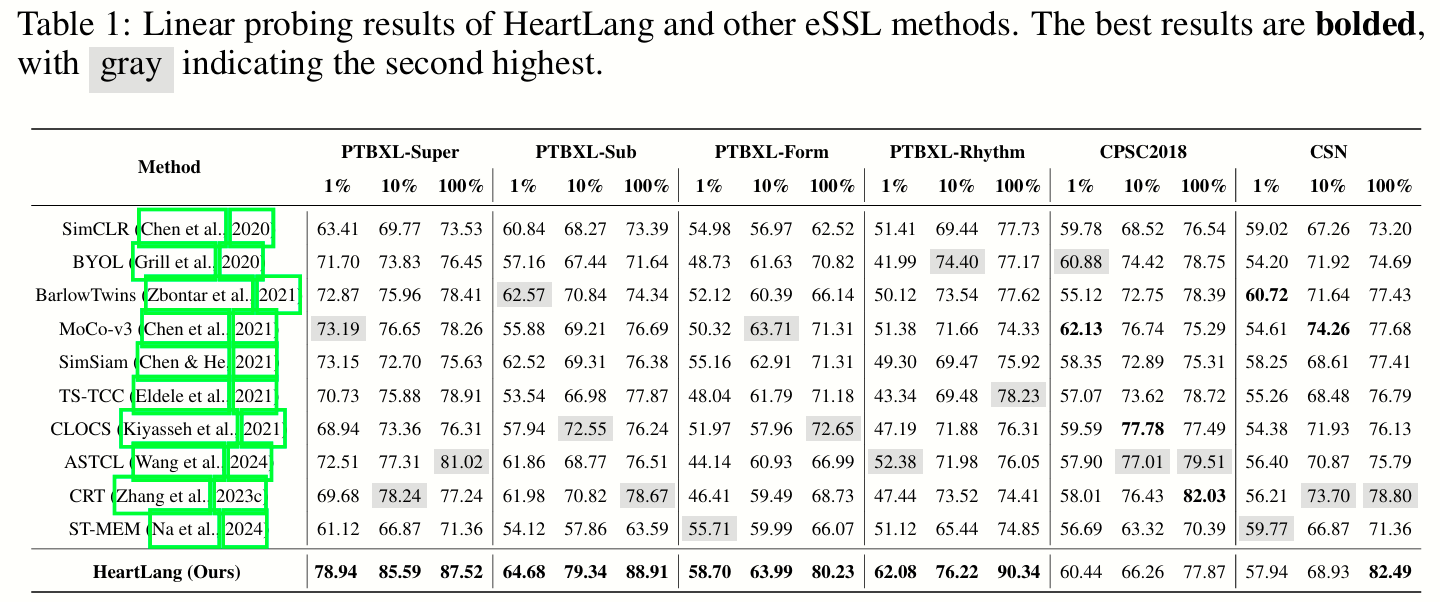 Table 1: Linear probing results of HeartLang and other eSSL methods. The best results are bolded,
with gray indicating the second highest.
Method PTBXL-Super PTBXL-Sub PTBXL-Form PTBXL-Rhythm CPSC2018 CSN
1% 10% 100% 1% 10% 100% 1% 10% 100% 1% 10% 100% 1% 10% 100% 1% 10% 100%
SimCLR (Chen et al., 2020) 63.41 69.77 73.53 60.84 68.27 73.39 54.98 56.97 62.52 51.41 69.44 77.73 59.78 68.52 76.54 59.02 67.26 73.20
BYOL (Grill et al., 2020) 71.70 73.83 76.45 57.16 67.44 71.64 48.73 61.63 70.82 41.99 74.40 77.17 60.88 74.42 78.75 54.20 71.92 74.69
BarlowTwins (Zbontar et al., 2021) 72.87 75.96 78.41 62.57 70.84 74.34 52.12 60.39 66.14 50.12 73.54 77.62 55.12 72.75 78.39 60.72 71.64 77.43
MoCo-v3 (Chen et al., 2021) 73.19 76.65 78.26 55.88 69.21 76.69 50.32 63.71 71.31 51.38 71.66 74.33 62.13 76.74 75.29 54.61 74.26 77.68
SimSiam (Chen & He, 2021) 73.15 72.70 75.63 62.52 69.31 76.38 55.16 62.91 71.31 49.30 69.47 75.92 58.35 72.89 75.31 58.25 68.61 77.41
TS-TCC (Eldele et al., 2021) 70.73 75.88 78.91 53.54 66.98 77.87 48.04 61.79 71.18 43.34 69.48 78.23 57.07 73.62 78.72 55.26 68.48 76.79
CLOCS (Kiyasseh et al., 2021) 68.94 73.36 76.31 57.94 72.55 76.24 51.97 57.96 72.65 47.19 71.88 76.31 59.59 77.78 77.49 54.38 71.93 76.13
ASTCL (Wang et al., 2024) 72.51 77.31 81.02 61.86 68.77 76.51 44.14 60.93 66.99 52.38 71.98 76.05 57.90 77.01 79.51 56.40 70.87 75.79
CRT (Zhang et al., 2023c) 69.68 78.24 77.24 61.98 70.82 78.67 46.41 59.49 68.73 47.44 73.52 74.41 58.01 76.43 82.03 56.21 73.70 78.80
ST-MEM (Na et al., 2024) 61.12 66.87 71.36 54.12 57.86 63.59 55.71 59.99 66.07 51.12 65.44 74.85 56.69 63.32 70.39 59.77 66.87 71.36
HeartLang (Ours) 78.94 85.59 87.52 64.68 79.34 88.91 58.70 63.99 80.23 62.08 76.22 90.34 60.44 66.26 77.87 57.94 68.93 82.49